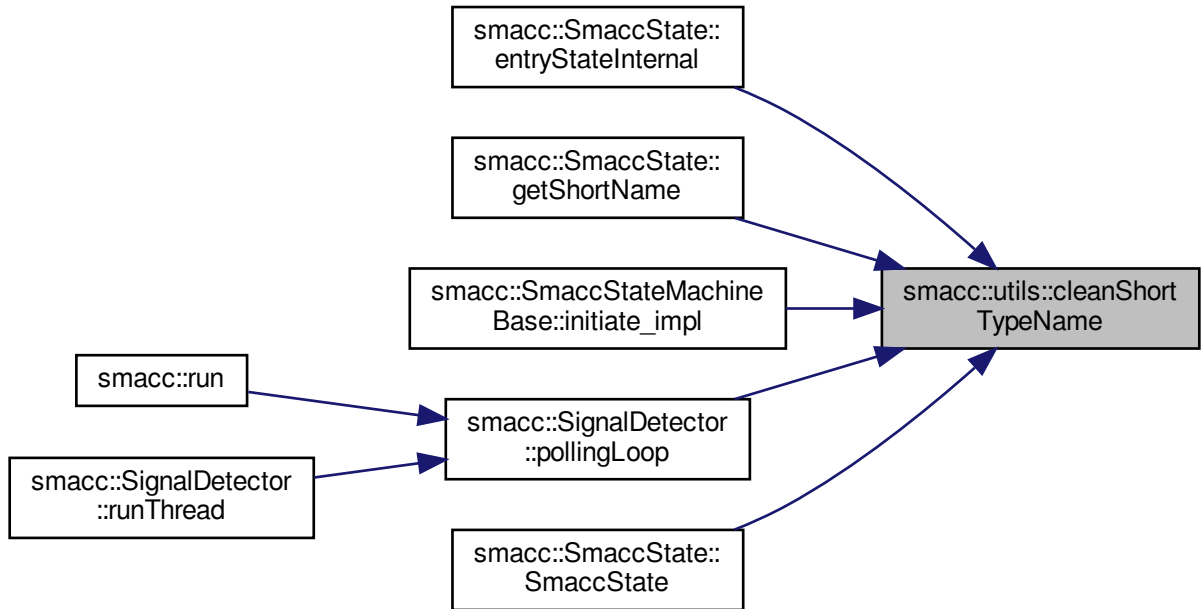 smacc::SmaccState::
entryStateInternal
smacc::SmaccState::
getShortName
smacc::SmaccStateMachine
Base::initiate_impl
smacc::utils::cleanShort
TypeName
smacc::run
smacc::SignalDetector
::pollingLoop
smacc::SignalDetector
::runThread
smacc::SmaccState::
SmaccState